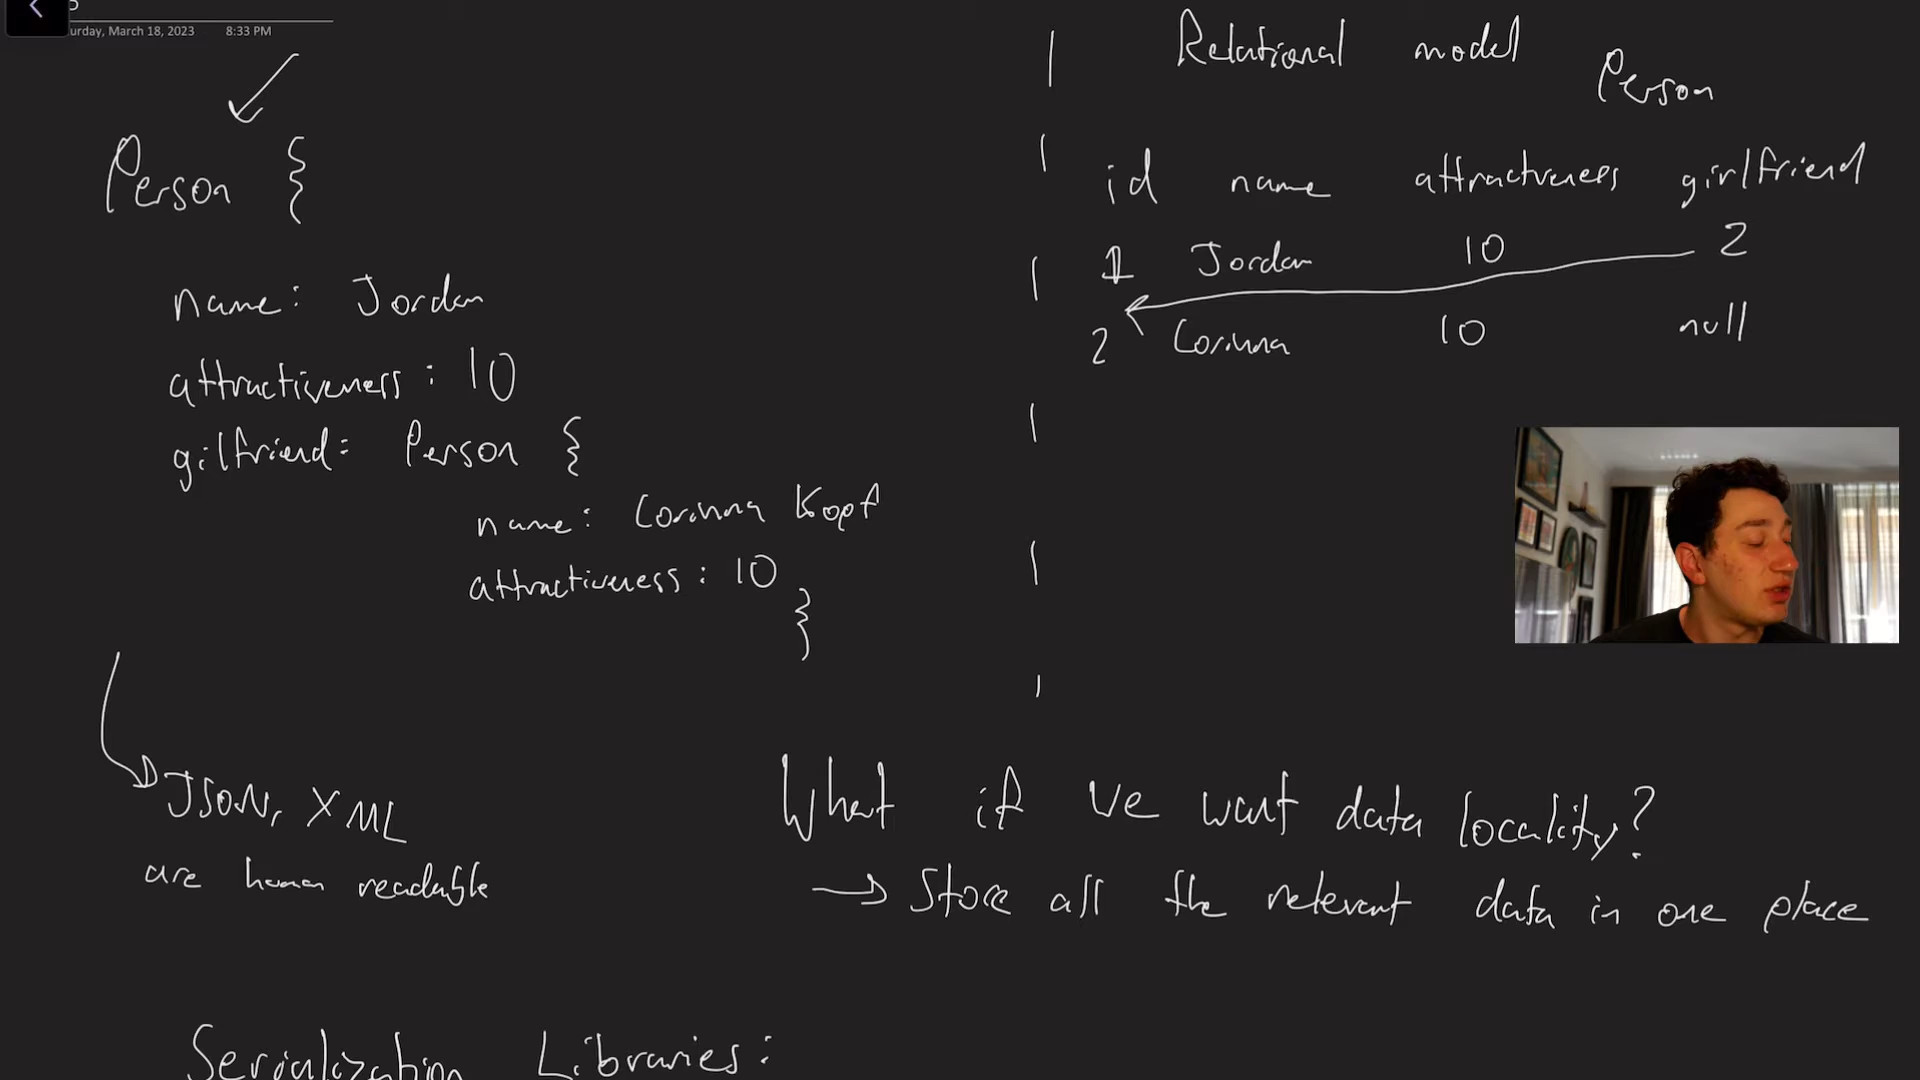 urday, March 18, 2023 8:33 PM
Person {
name: Jordan
attractiveness: 10
gilfriend: Person {
name: Corinna Kopf
attractiveness: 10
}
JSON, XML
are human readable
Relational model
Person
id name attractveness girlfriend
1 Jordan 10 2
2 Corinna 10 null
What if we want data locality?
→ Store all the relevant data in one place
Serialization Libraries: